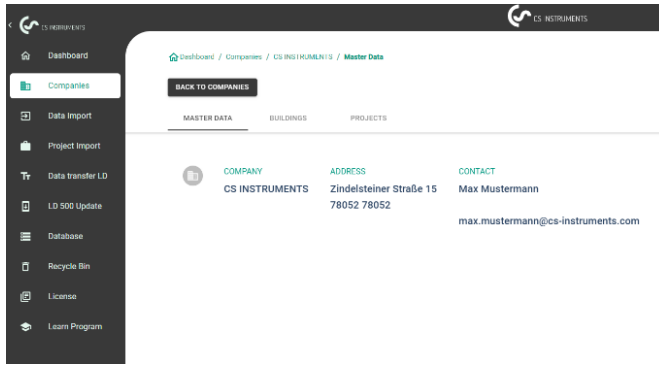 CS INSTRUMENTS
CS INSTRUMENTS
Dashboard
Companies
Data Import
Project Import
Data transfer LD
LD 500 Update
Database
Recycle Bin
License
Learn Program
Dashboard / Companies / CS INSTRUMENTS / Master Data
BACK TO COMPANIES
MASTER DATA BUILDINGS PROJECTS
COMPANY ADDRESS CONTACT
CS INSTRUMENTS Zindelsteiner Straße 15 Max Mustermann
78052 78052
max.mustermann@cs-instruments.com